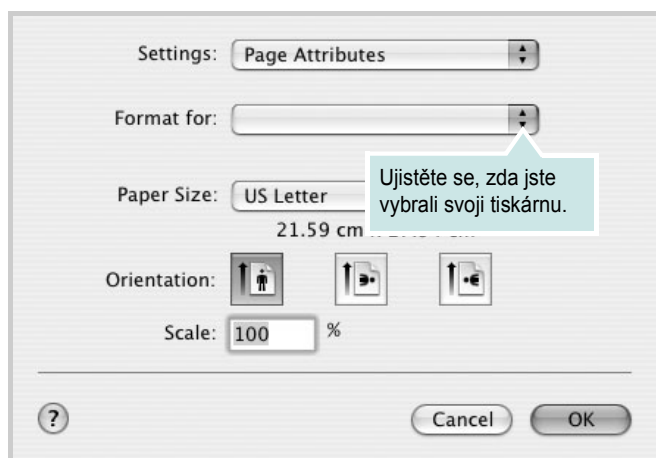 Settings: Page Attributes
Format for:
Ujistěte se, zda jste
vybrali svoji tiskárnu.
Paper Size: US Letter
21.59 cm
Orientation:
Scale: 100 %
? Cancel OK